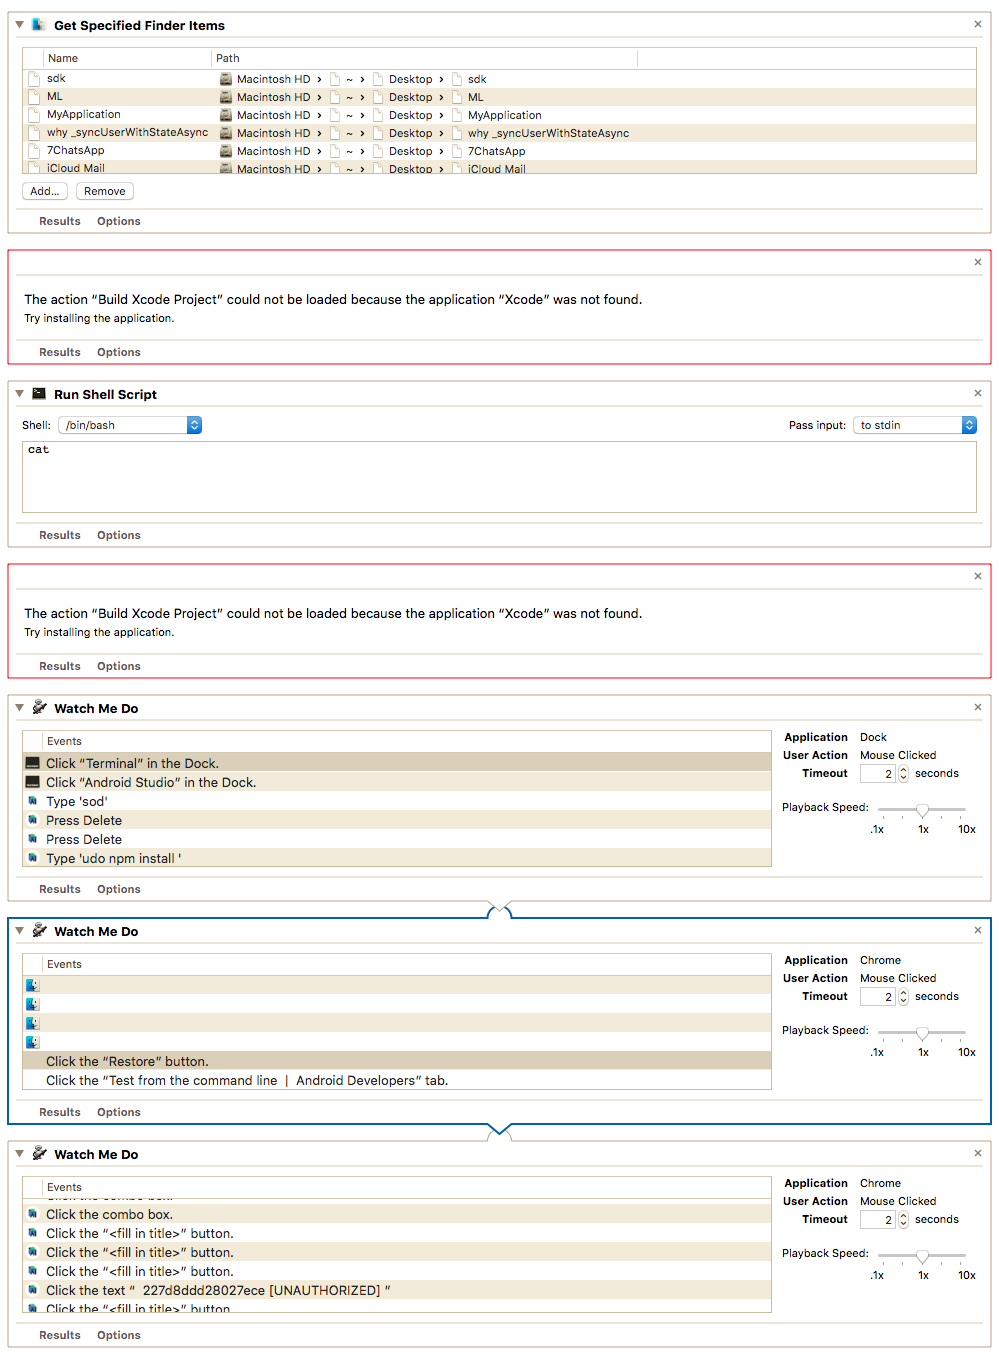 Get Specified Finder Items
Name Path
sdk Macintosh HD › ~ › Desktop › sdk
ML Macintosh HD › ~ › Desktop › ML
MyApplication Macintosh HD › ~ › Desktop › MyApplication
why _syncUserWithStateAsync Macintosh HD › ~ › Desktop › why _syncUserWithStateAsync
7ChatsApp Macintosh HD › ~ › Desktop › 7ChatsApp
iCloud Mail Macintosh HD › ~ › Desktop › iCloud Mail
Add... Remove
Results Options
The action “Build Xcode Project” could not be loaded because the application “Xcode” was not found.
Try installing the application.
Results Options
Run Shell Script
Shell: /bin/bash Pass input: to stdin
cat
Results Options
The action “Build Xcode Project” could not be loaded because the application “Xcode” was not found.
Try installing the application.
Results Options
Watch Me Do
Events
Click “Terminal” in the Dock.
Click “Android Studio” in the Dock.
Type 'sod'
Press Delete
Press Delete
Type 'udo npm install '
Application Dock
User Action Mouse Clicked
Timeout 2 seconds
Playback Speed:
.1x 1x 10x
Results Options
Watch Me Do
Events
Click the “Restore” button.
Click the “Test from the command line | Android Developers” tab.
Application Chrome
User Action Mouse Clicked
Timeout 2 seconds
Playback Speed:
.1x 1x 10x
Results Options
Watch Me Do
Events
Click the combo box.
Click the combo box.
Click the “<fill in title>” button.
Click the “<fill in title>” button.
Click the “<fill in title>” button.
Click the text “ 227d8ddd28027ece [UNAUTHORIZED] ”
Click the “<fill in title>” button
Application Chrome
User Action Mouse Clicked
Timeout 2 seconds
Playback Speed:
.1x 1x 10x
Results Options